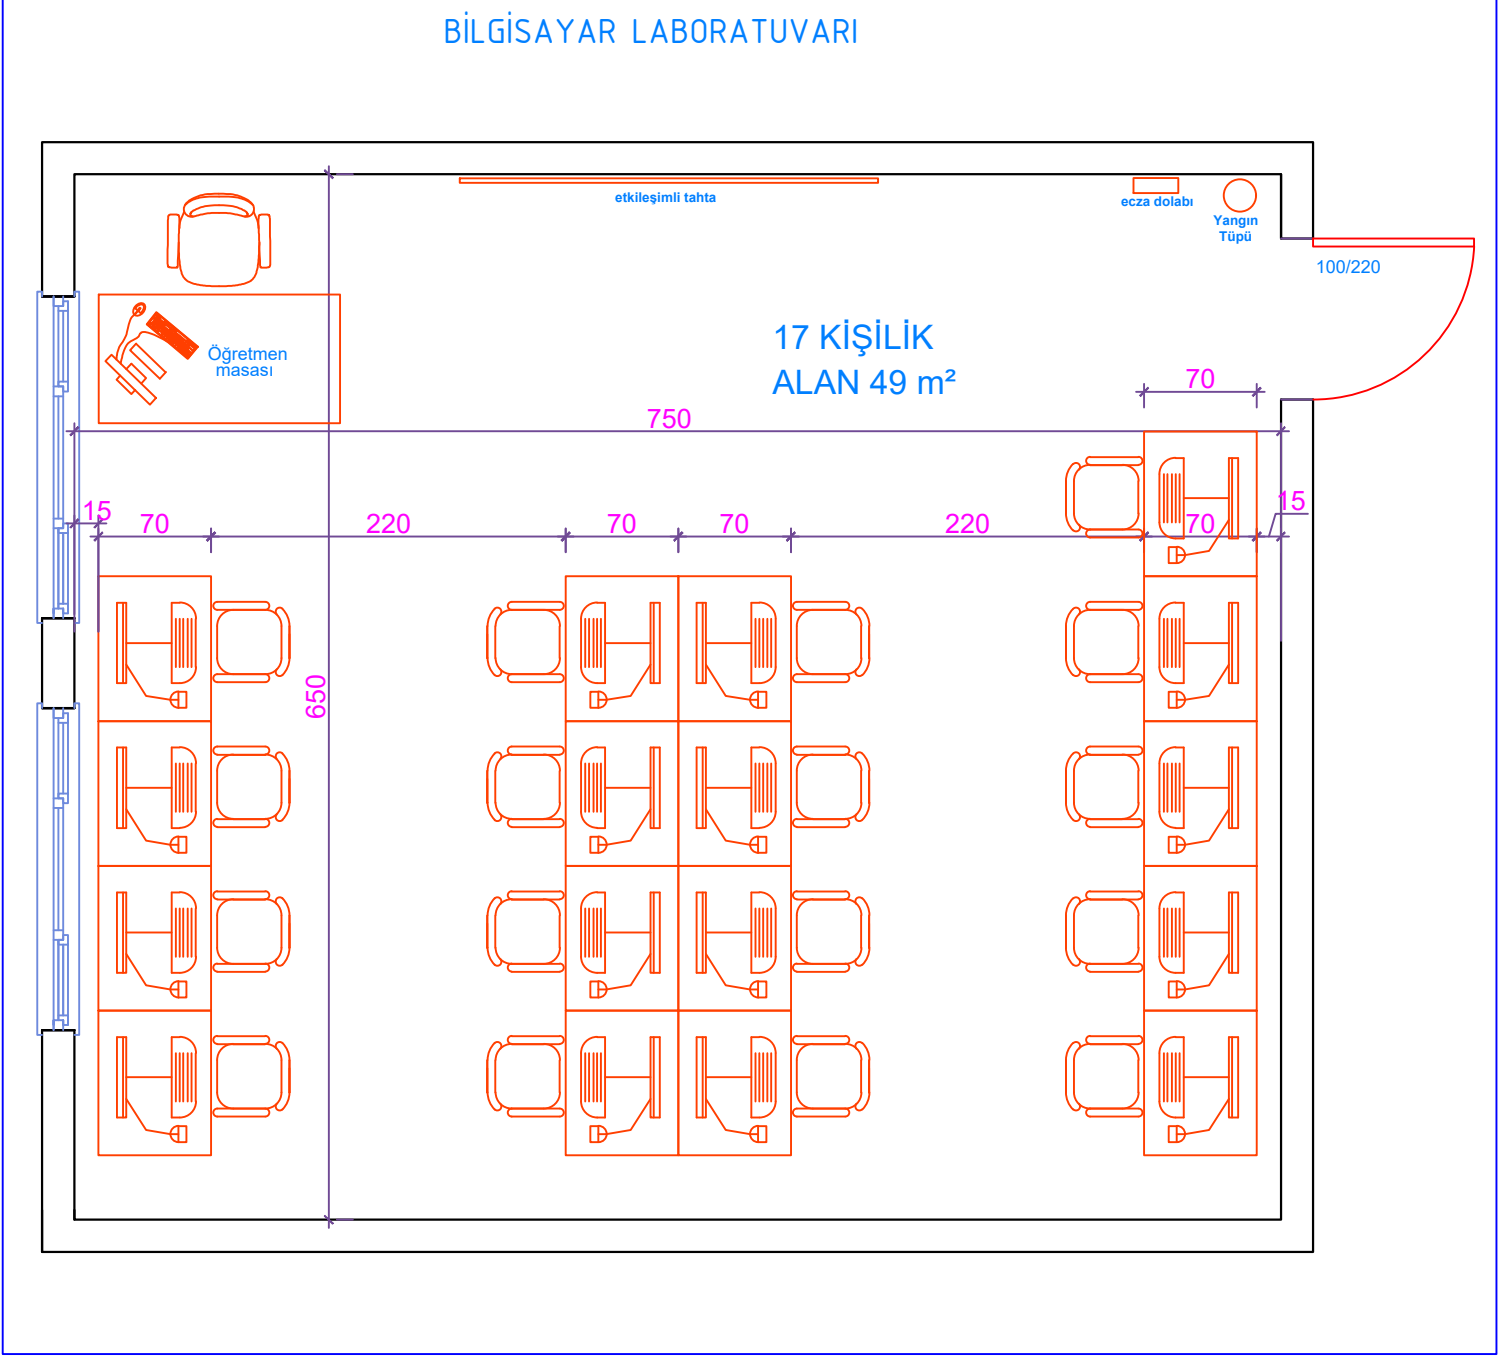 BİLGİSAYAR LABORATUVARI
etkileşimli tahta
ecza dolabı
Yangın
Tüpü
100/220
Öğretmen
masası
17 KİŞİLİK
ALAN 49 m²
70
750
15
70
220
70
70
220
70
15
650